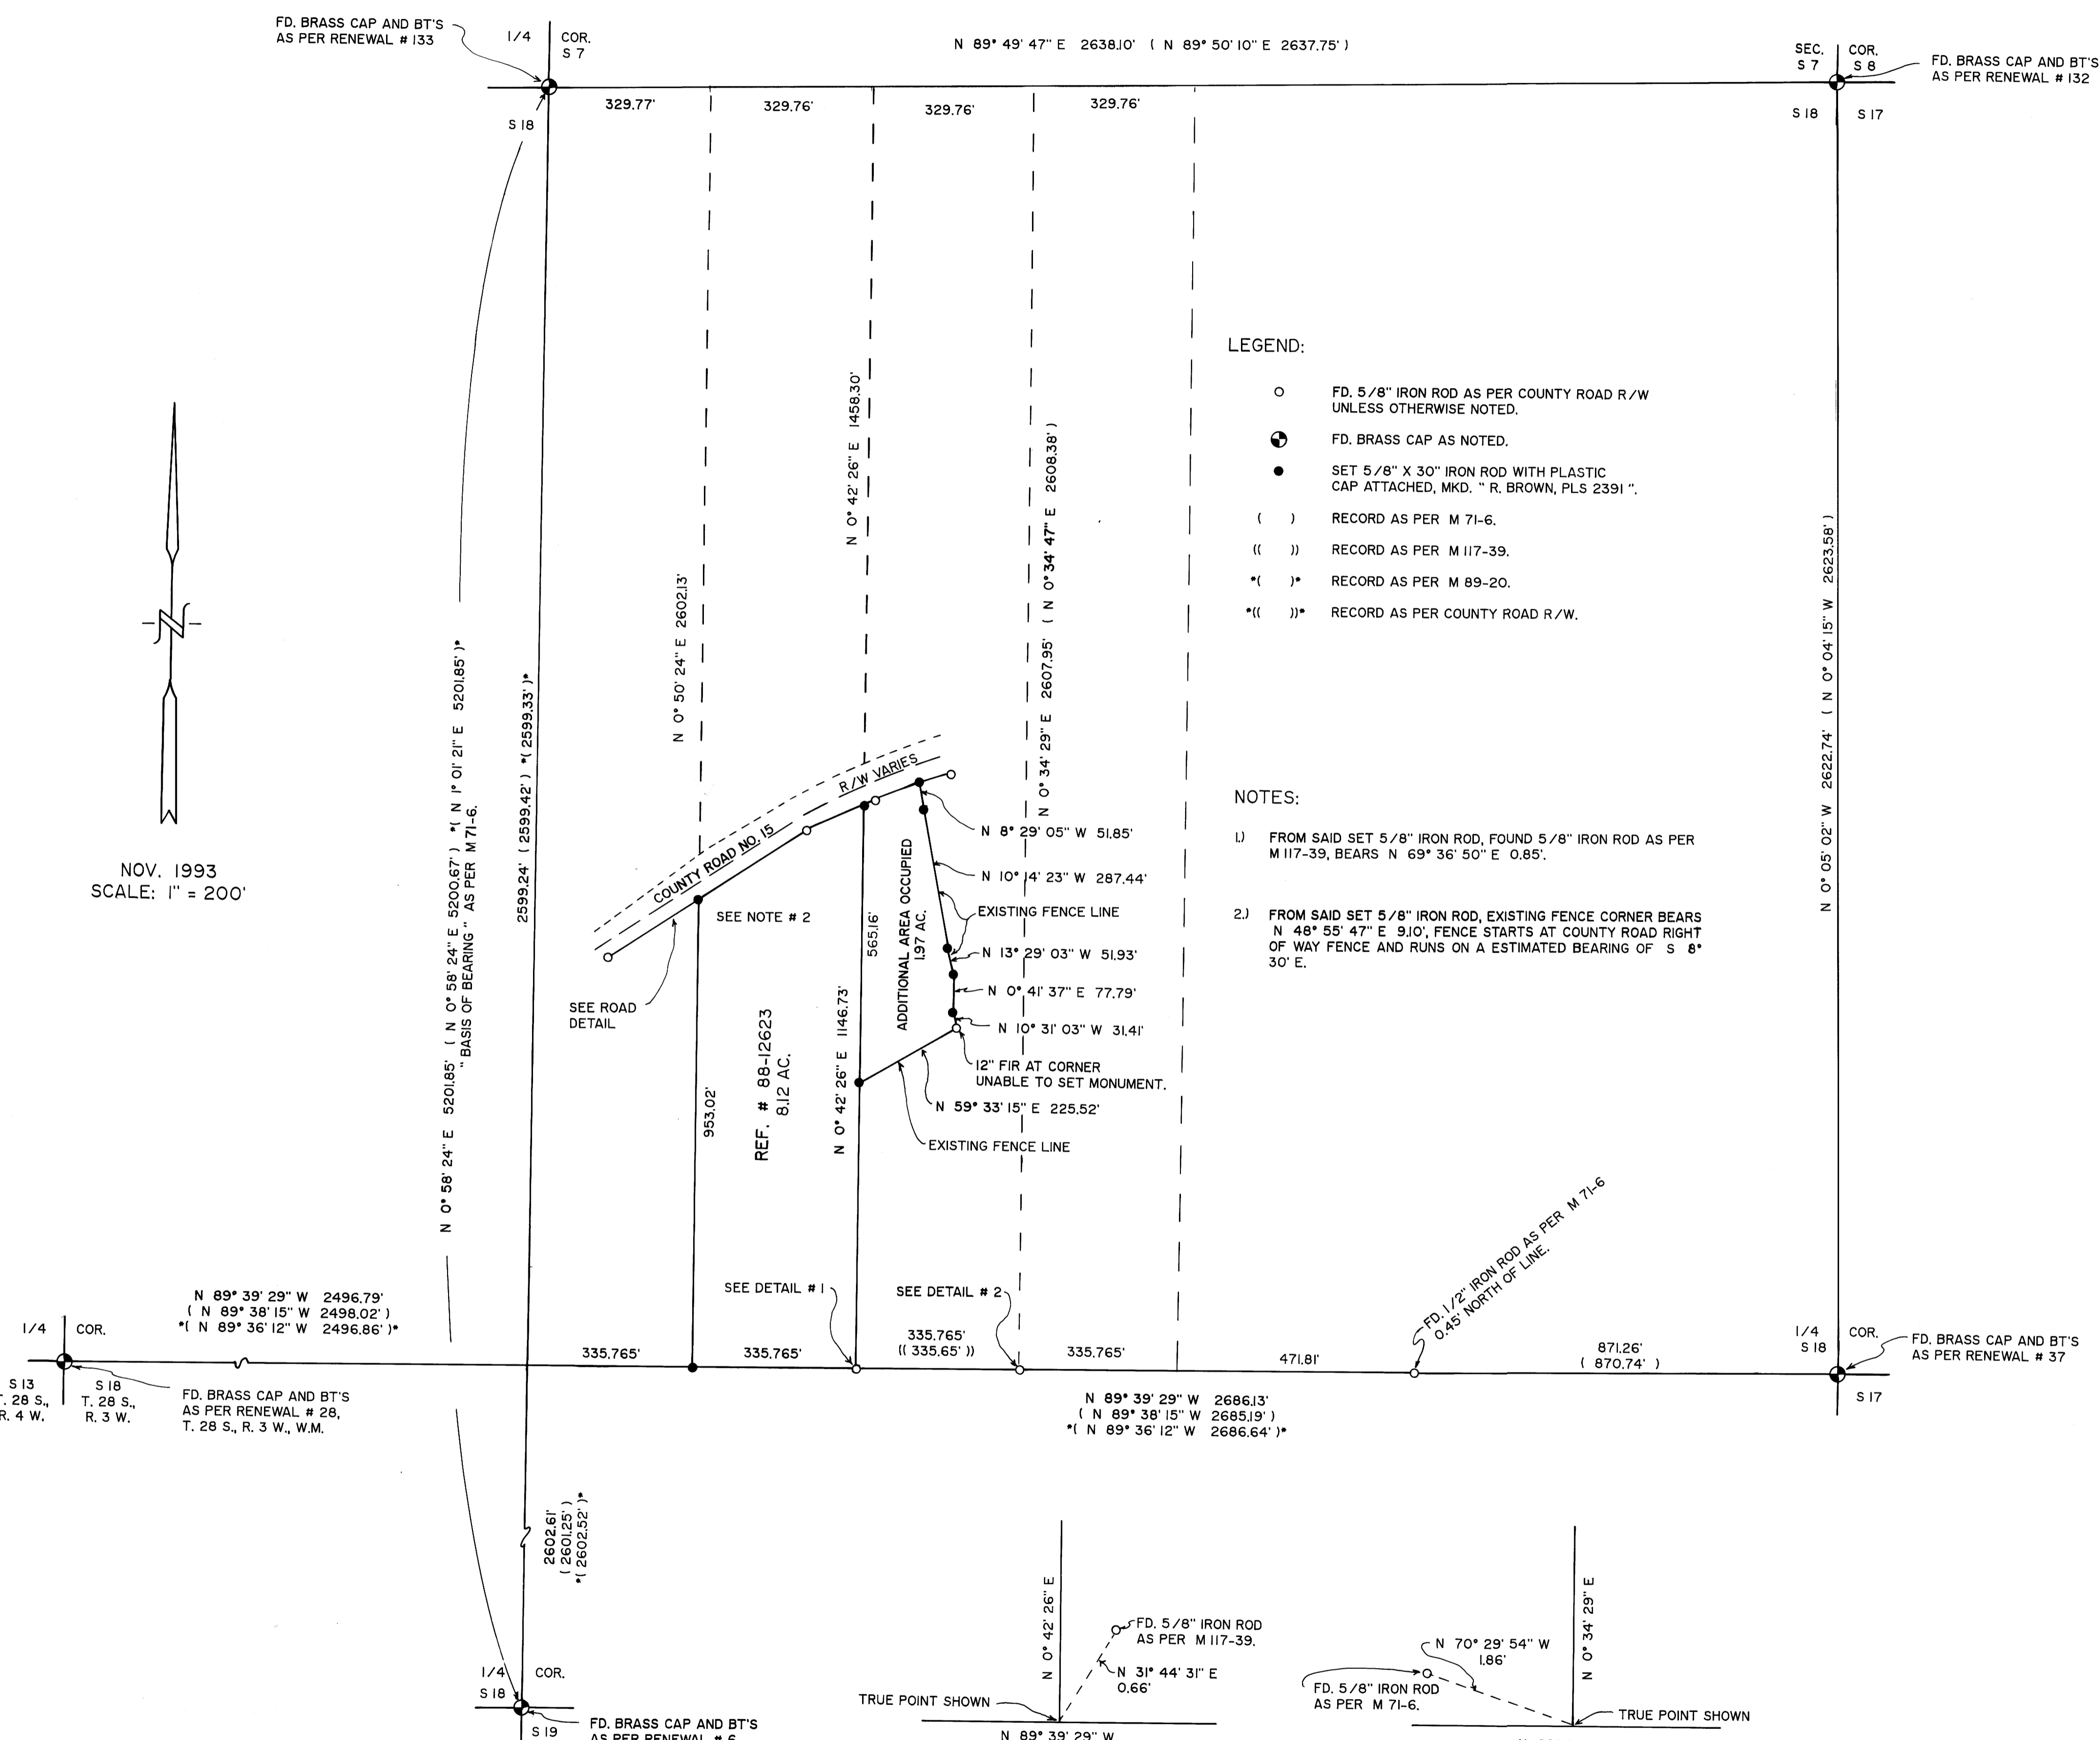 FD. BRASS CAP AND BT'S
AS PER RENEWAL # 133
1/4 COR.
S 7
S 18
N 89° 49' 47" E 2638.10' ( N 89° 50' 10" E 2637.75' )
SEC. COR.
S 7 S 8
S 18 S 17
FD. BRASS CAP AND BT'S
AS PER RENEWAL # 132
329.77'
329.76'
329.76'
329.76'
LEGEND:
FD. 5/8" IRON ROD AS PER COUNTY ROAD R/W
UNLESS OTHERWISE NOTED.
FD. BRASS CAP AS NOTED.
SET 5/8" X 30" IRON ROD WITH PLASTIC
CAP ATTACHED, MKD. " R. BROWN, PLS 2391 ".
( ) RECORD AS PER M 71-6.
(( )) RECORD AS PER M 117-39.
*( )* RECORD AS PER M 89-20.
*(( ))* RECORD AS PER COUNTY ROAD R/W.
N
NOV. 1993
SCALE: 1" = 200'
N 0° 58' 24" E 5201.85' ( N 0° 58' 24" E 5200.67' ) *( N 1° 01' 21" E 5201.85' )*
" BASIS OF BEARING " AS PER M 71-6.
2599.24' ( 2599.42' ) *( 2599.33' )*
N 0° 50' 24" E 2602.13'
N 0° 42' 26" E 1458.30'
N 0° 34' 29" E 2607.95' ( N 0° 34' 47" E 2608.38' )
N 0° 05' 02" W 2622.74' ( N 0° 04' 15" W 2623.58' )
COUNTY ROAD NO. 15
R/W VARIES
NOTES:
1.) FROM SAID SET 5/8" IRON ROD, FOUND 5/8" IRON ROD AS PER
M 117-39, BEARS N 69° 36' 50" E 0.85'.
2.) FROM SAID SET 5/8" IRON ROD, EXISTING FENCE CORNER BEARS
N 48° 55' 47" E 9.10', FENCE STARTS AT COUNTY ROAD RIGHT
OF WAY FENCE AND RUNS ON A ESTIMATED BEARING OF S 8°
30' E.
N 8° 29' 05" W 51.85'
N 10° 14' 23" W 287.44'
EXISTING FENCE LINE
N 13° 29' 03" W 51.93'
N 0° 41' 37" E 77.79'
N 10° 31' 03" W 31.41'
12" FIR AT CORNER
UNABLE TO SET MONUMENT.
N 59° 33' 15" E 225.52'
EXISTING FENCE LINE
SEE NOTE # 2
SEE ROAD
DETAIL
565.16'
ADDITIONAL AREA OCCUPIED
1.97 AC.
REF. # 88-12623
8.12 AC.
N 0° 42' 26" E 1146.73'
953.02'
SEE DETAIL # 1
SEE DETAIL # 2
FD. 1/2" IRON ROD AS PER M 71-6
0.45' NORTH OF LINE.
N 89° 39' 29" W 2496.79'
( N 89° 38' 15" W 2498.02' )
*( N 89° 36' 12" W 2496.86' )*
1/4 COR.
S 13 S 18
T. 28 S., T. 28 S.,
R. 4 W. R. 3 W.
FD. BRASS CAP AND BT'S
AS PER RENEWAL # 28,
T. 28 S., R. 3 W., W.M.
335.765'
335.765'
335.765'
(( 335.65' ))
335.765'
471.81'
871.26'
( 870.74' )
1/4 COR.
S 18
S 17
FD. BRASS CAP AND BT'S
AS PER RENEWAL # 37
N 89° 39' 29" W 2686.13'
( N 89° 38' 15" W 2685.19' )
*( N 89° 36' 12" W 2686.64' )*
2602.61'
( 2601.25' )
*( 2602.52' )*
1/4 COR.
S 18
S 19
FD. BRASS CAP AND BT'S
AS PER RENEWAL # 6
N 0° 42' 26" E
FD. 5/8" IRON ROD
AS PER M 117-39.
N 31° 44' 31" E
0.66'
TRUE POINT SHOWN
N 89° 39' 29" W
N 0° 34' 29" E
N 70° 29' 54" W
1.86'
FD. 5/8" IRON ROD
AS PER M 71-6.
TRUE POINT SHOWN